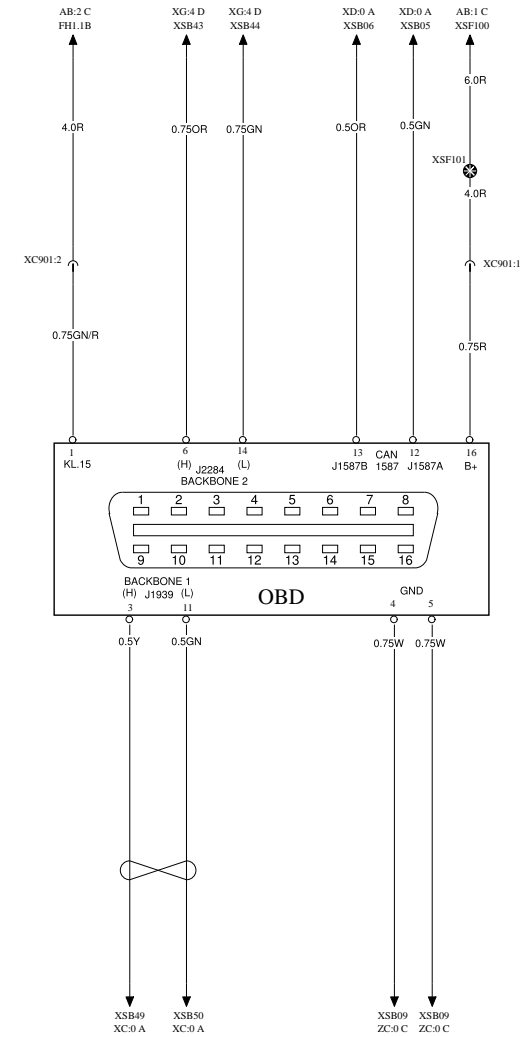 AB:2 C XG:4 D XG:4 D XD:0 A XD:0 A AB:1 C
FH1.1B XSB43 XSB44 XSB06 XSB05 XSF100
6.0R
4.0R 0.75OR 0.75GN 0.5OR 0.5GN
XSF101
4.0R
XC901:2 XC901:1
0.75GN/R 0.75R
1 6 14 13 12 16
KL.15 (H) J2284 (L) J1587B CAN 1587 J1587A B+
BACKBONE 2
1 2 3 4 5 6 7 8
9 10 11 12 13 14 15 16
BACKBONE 1
(H) J1939 (L) OBD GND
3 11 4 5
0.5Y 0.5GN 0.75W 0.75W
XSB49 XSB50 XSB09 XSB09
XC:0 A XC:0 A ZC:0 C ZC:0 C